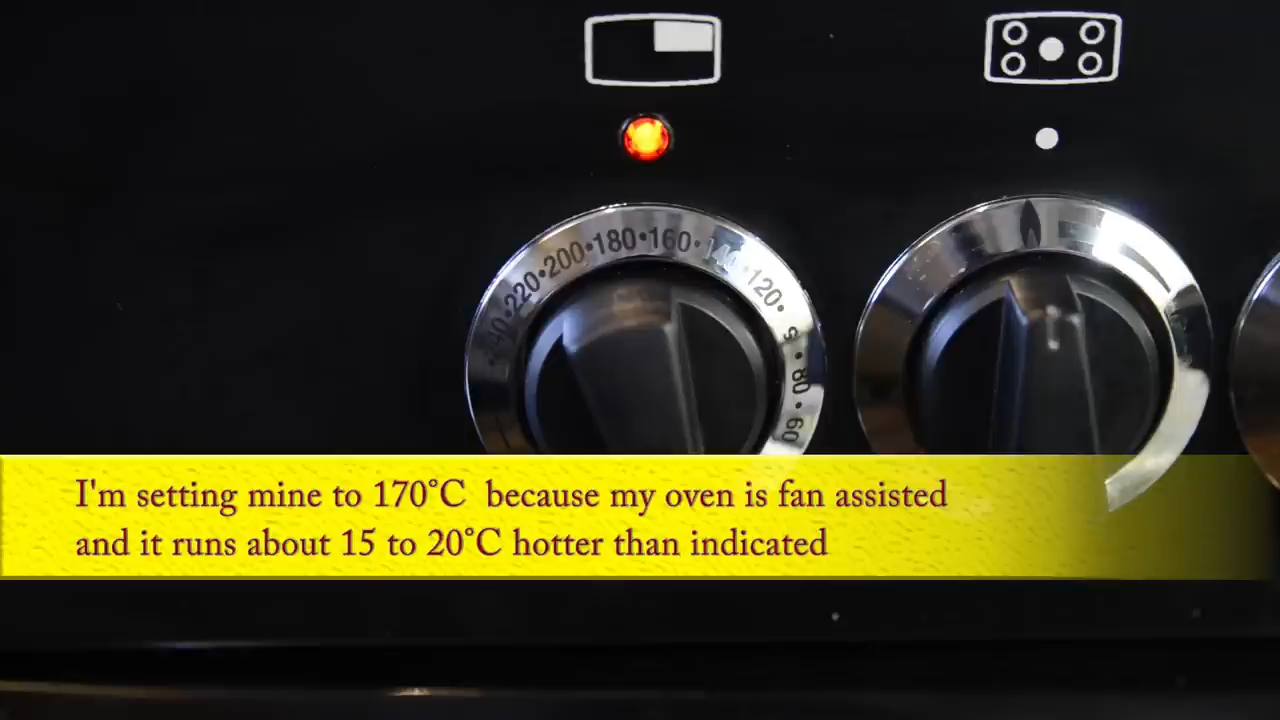 220•200•180•160•140•120•
• 80 • 60
I'm setting mine to 170°C because my oven is fan assisted
and it runs about 15 to 20°C hotter than indicated